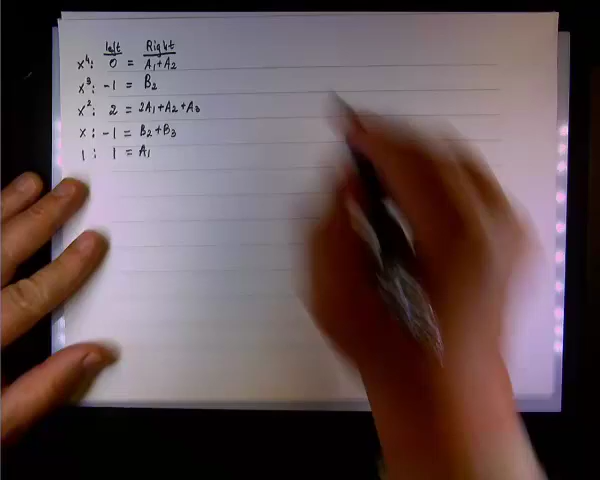 left Right
x⁴: 0 = A₁+A₂
x³: -1 = B₂
x²: 2 = 2A₁+A₂+A₃
x: -1 = B₂+B₃
1: 1 = A₁